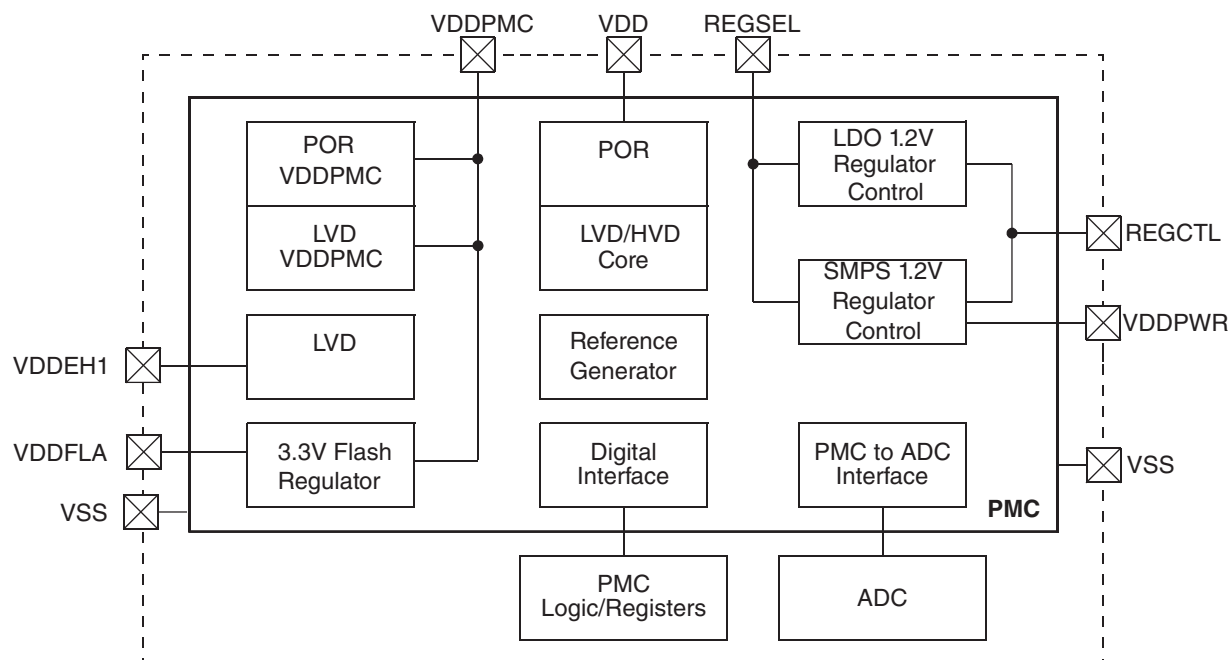 VDDPMC
VDD
REGSEL
POR
VDDPMC
POR
LDO 1.2V
Regulator
Control
LVD
VDDPMC
LVD/HVD
Core
REGCTL
SMPS 1.2V
Regulator
Control
VDDPWR
VDDEH1
LVD
Reference
Generator
VDDFLA
3.3V Flash
Regulator
Digital
Interface
PMC to ADC
Interface
VSS
VSS
PMC
PMC
Logic/Registers
ADC